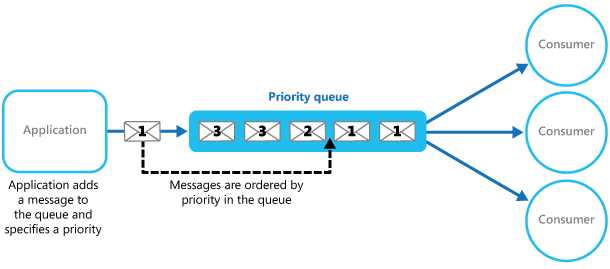 Application
Application adds
a message to
the queue and
specifies a priority
1
Priority queue
3 3 2 1 1
Messages are ordered by
priority in the queue
Consumer
Consumer
Consumer